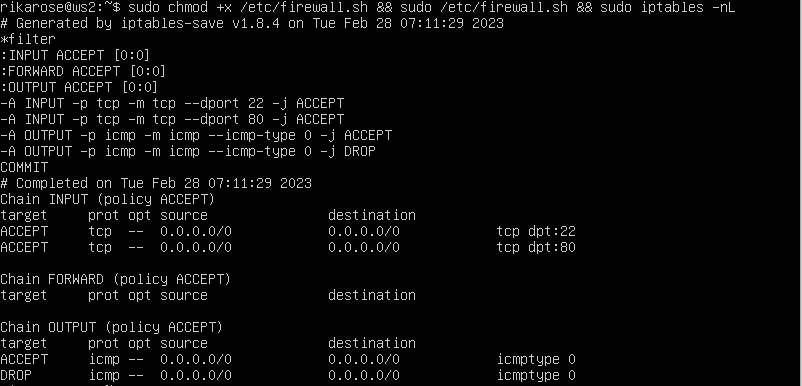 rikarose@ws2:~$ sudo chmod +x /etc/firewall.sh && sudo /etc/firewall.sh && sudo iptables -nL
# Generated by iptables-save v1.8.4 on Tue Feb 28 07:11:29 2023
*filter
:INPUT ACCEPT [0:0]
:FORWARD ACCEPT [0:0]
:OUTPUT ACCEPT [0:0]
-A INPUT -p tcp -m tcp --dport 22 -j ACCEPT
-A INPUT -p tcp -m tcp --dport 80 -j ACCEPT
-A OUTPUT -p icmp -m icmp --icmp-type 0 -j ACCEPT
-A OUTPUT -p icmp -m icmp --icmp-type 0 -j DROP
COMMIT
# Completed on Tue Feb 28 07:11:29 2023
Chain INPUT (policy ACCEPT)
target     prot opt source               destination
ACCEPT     tcp  --  0.0.0.0/0            0.0.0.0/0            tcp dpt:22
ACCEPT     tcp  --  0.0.0.0/0            0.0.0.0/0            tcp dpt:80
Chain FORWARD (policy ACCEPT)
target     prot opt source               destination
Chain OUTPUT (policy ACCEPT)
target     prot opt source               destination
ACCEPT     icmp --  0.0.0.0/0            0.0.0.0/0            icmptype 0
DROP       icmp --  0.0.0.0/0            0.0.0.0/0            icmptype 0